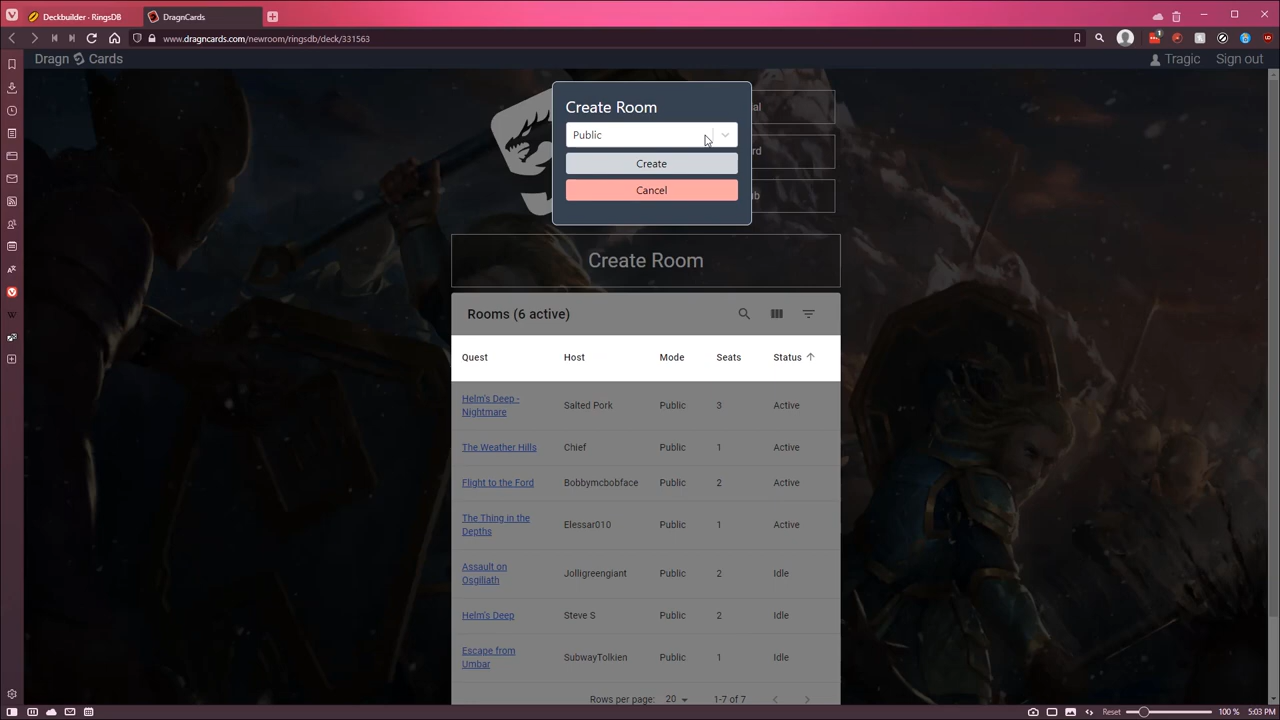 Deckbuilder · RingsDB
DragnCards
www.dragncards.com/newroom/ringsdb/deck/331563
1
Dragn Cards
Tragic
Sign out
Create Room
Public
Create
Cancel
al
rd
b
Create Room
Rooms (6 active)
Quest Host Mode Seats Status
Helm's Deep -
Nightmare
Salted Pork Public 3 Active
The Weather Hills Chief Public 1 Active
Flight to the Ford Bobbymcbobface Public 2 Active
The Thing in the
Depths
Elessar010 Public 1 Active
Assault on
Osgiliath
Jolligreengiant Public 2 Idle
Helm's Deep Steve S Public 2 Idle
Escape from
Umbar
SubwayTolkien Public 1 Idle
Rows per page: 20 1-7 of 7
Reset 100 % 5:03 PM